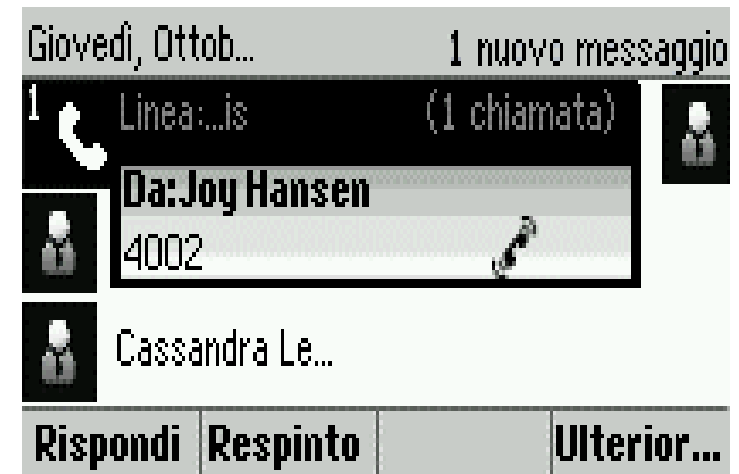 Giovedì, Ottob... 1 nuovo messaggio
1 Linea:...is (1 chiamata)
Da:Joy Hansen
4002
Cassandra Le...
Rispondi Respinto Ulterior...